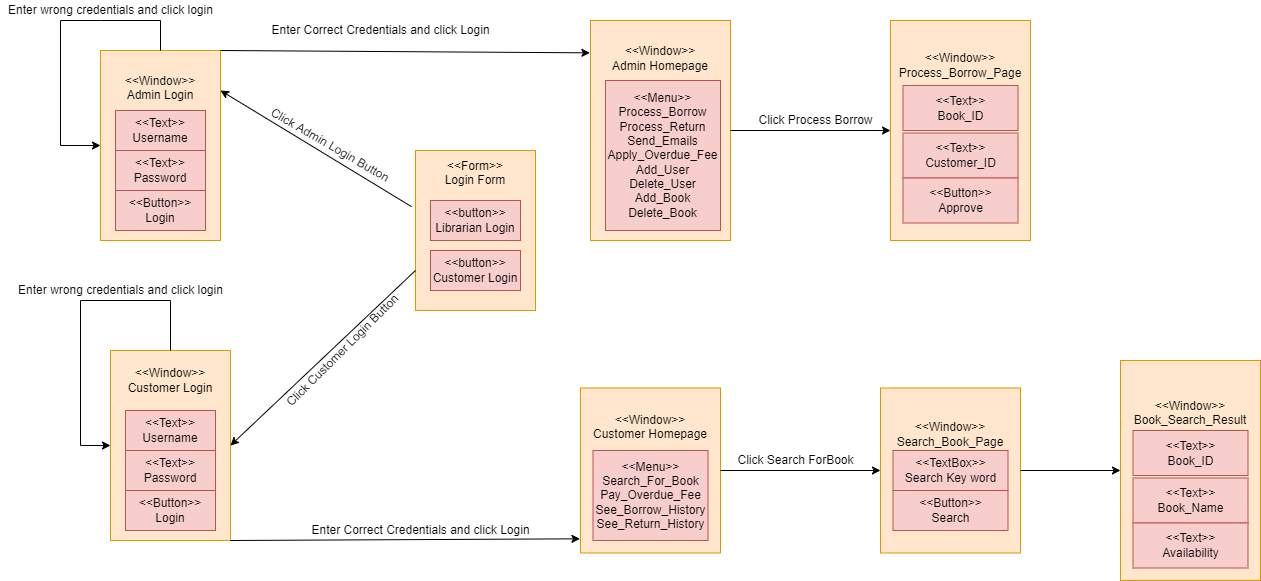 Enter wrong credentials and click login
Enter Correct Credentials and click Login
<<Window>>
Admin Login
<<Text>>
Username
<<Text>>
Password
<<Button>>
Login
Click Admin Login Button
<<Window>>
Admin Homepage
<<Menu>>
Process_Borrow
Process_Return
Send_Emails
Apply_Overdue_Fee
Add_User
Delete_User
Add_Book
Delete_Book
Click Process Borrow
<<Window>>
Process_Borrow_Page
<<Text>>
Book_ID
<<Text>>
Customer_ID
<<Button>>
Approve
<<Form>>
Login Form
<<button>>
Librarian Login
<<button>>
Customer Login
Click Customer Login Button
Enter wrong credentials and click login
<<Window>>
Customer Login
<<Text>>
Username
<<Text>>
Password
<<Button>>
Login
Enter Correct Credentials and click Login
<<Window>>
Customer Homepage
<<Menu>>
Search_For_Book
Pay_Overdue_Fee
See_Borrow_History
See_Return_History
Click Search ForBook
<<Window>>
Search_Book_Page
<<TextBox>>
Search Key word
<<Button>>
Search
<<Window>>
Book_Search_Result
<<Text>>
Book_ID
<<Text>>
Book_Name
<<Text>>
Availability